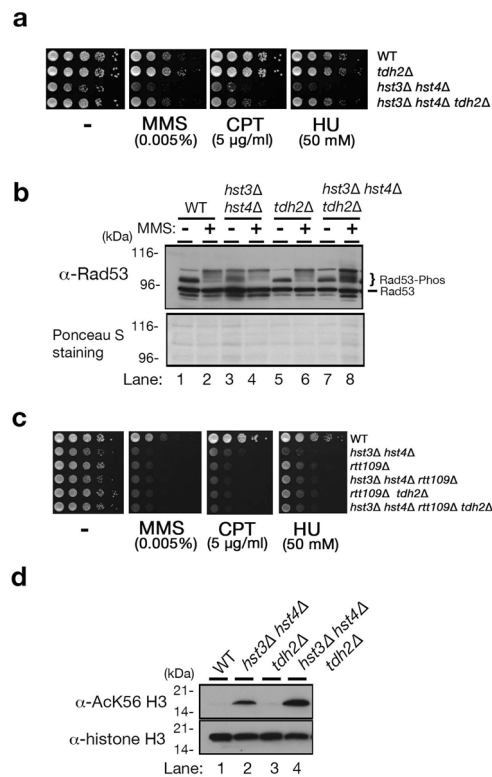 a
WT
tdh2Δ
hst3Δ hst4Δ
hst3Δ hst4Δ tdh2Δ
- MMS CPT HU
(0.005%) (5 μg/ml) (50 mM)
b
hst3Δ hst3Δ hst4Δ
WT hst4Δ tdh2Δ tdh2Δ
(kDa) MMS: - + - + - + - +
116-
α-Rad53
96-
Rad53-Phos
Rad53
116-
Ponceau S
staining
96-
Lane: 1 2 3 4 5 6 7 8
c
WT
hst3Δ hst4Δ
rtt109Δ
hst3Δ hst4Δ rtt109Δ
rtt109Δ tdh2Δ
hst3Δ hst4Δ rtt109Δ tdh2Δ
- MMS CPT HU
(0.005%) (5 μg/ml) (50 mM)
d
WT
hst3Δ hst4Δ
tdh2Δ
hst3Δ hst4Δ
tdh2Δ
(kDa)
21-
α-AcK56 H3
14-
21-
α-histone H3
14-
Lane: 1 2 3 4